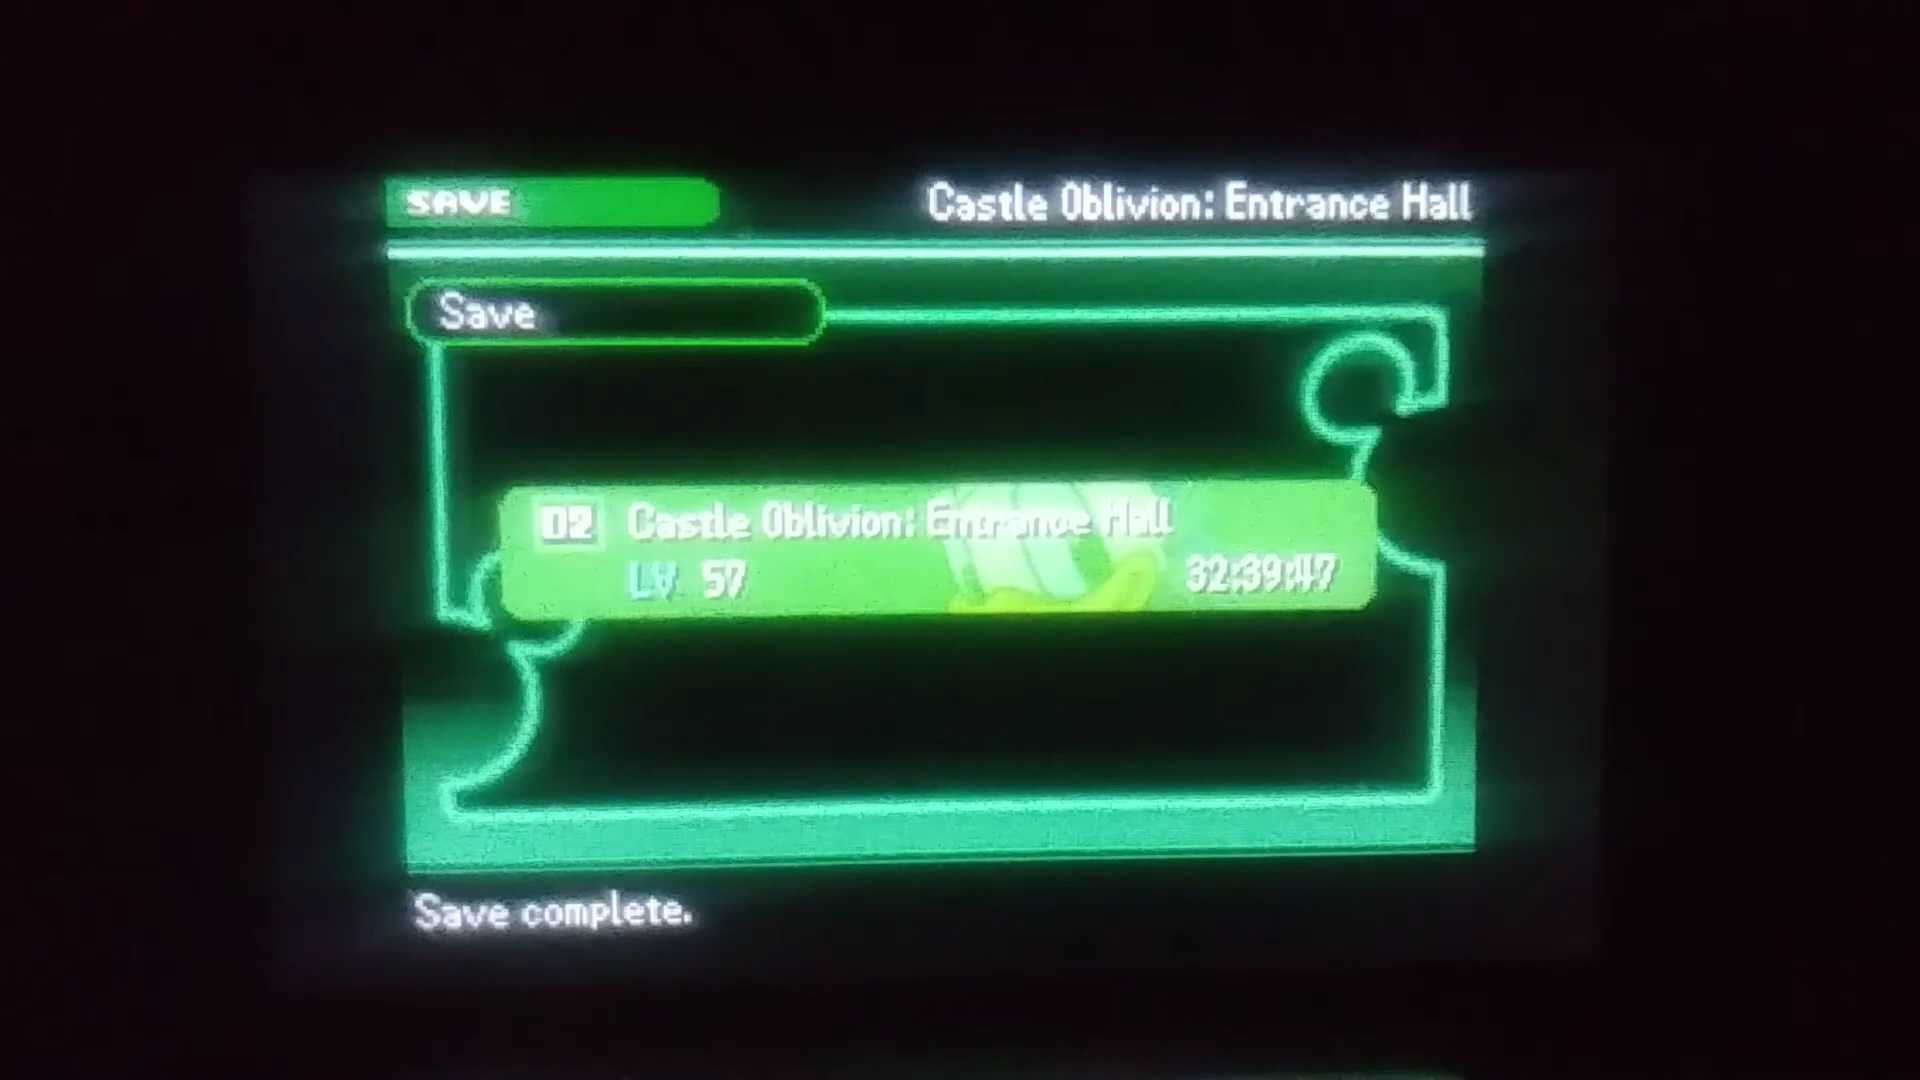 SAVE
Castle Oblivion: Entrance Hall
Save
02 Castle Oblivion: Entrance Hall
LV 57 32:39:47
Save complete.